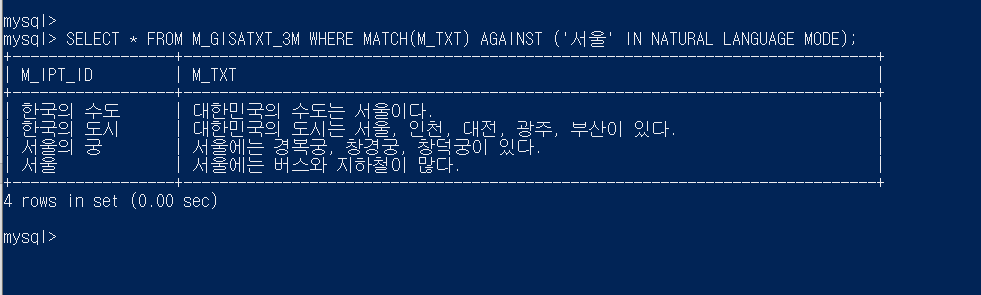 mysql>
mysql> SELECT * FROM M_GISATXT_3M WHERE MATCH(M_TXT) AGAINST ('서울' IN NATURAL LANGUAGE MODE);
| M_IPT_ID | M_TXT |
| 한국의 수도 | 대한민국의 수도는 서울이다. |
| 한국의 도시 | 대한민국의 도시는 서울, 인천, 대전, 광주, 부산이 있다. |
| 서울의 궁 | 서울에는 경복궁, 창경궁, 창덕궁이 있다. |
| 서울 | 서울에는 버스와 지하철이 많다. |
4 rows in set (0.00 sec)
mysql>